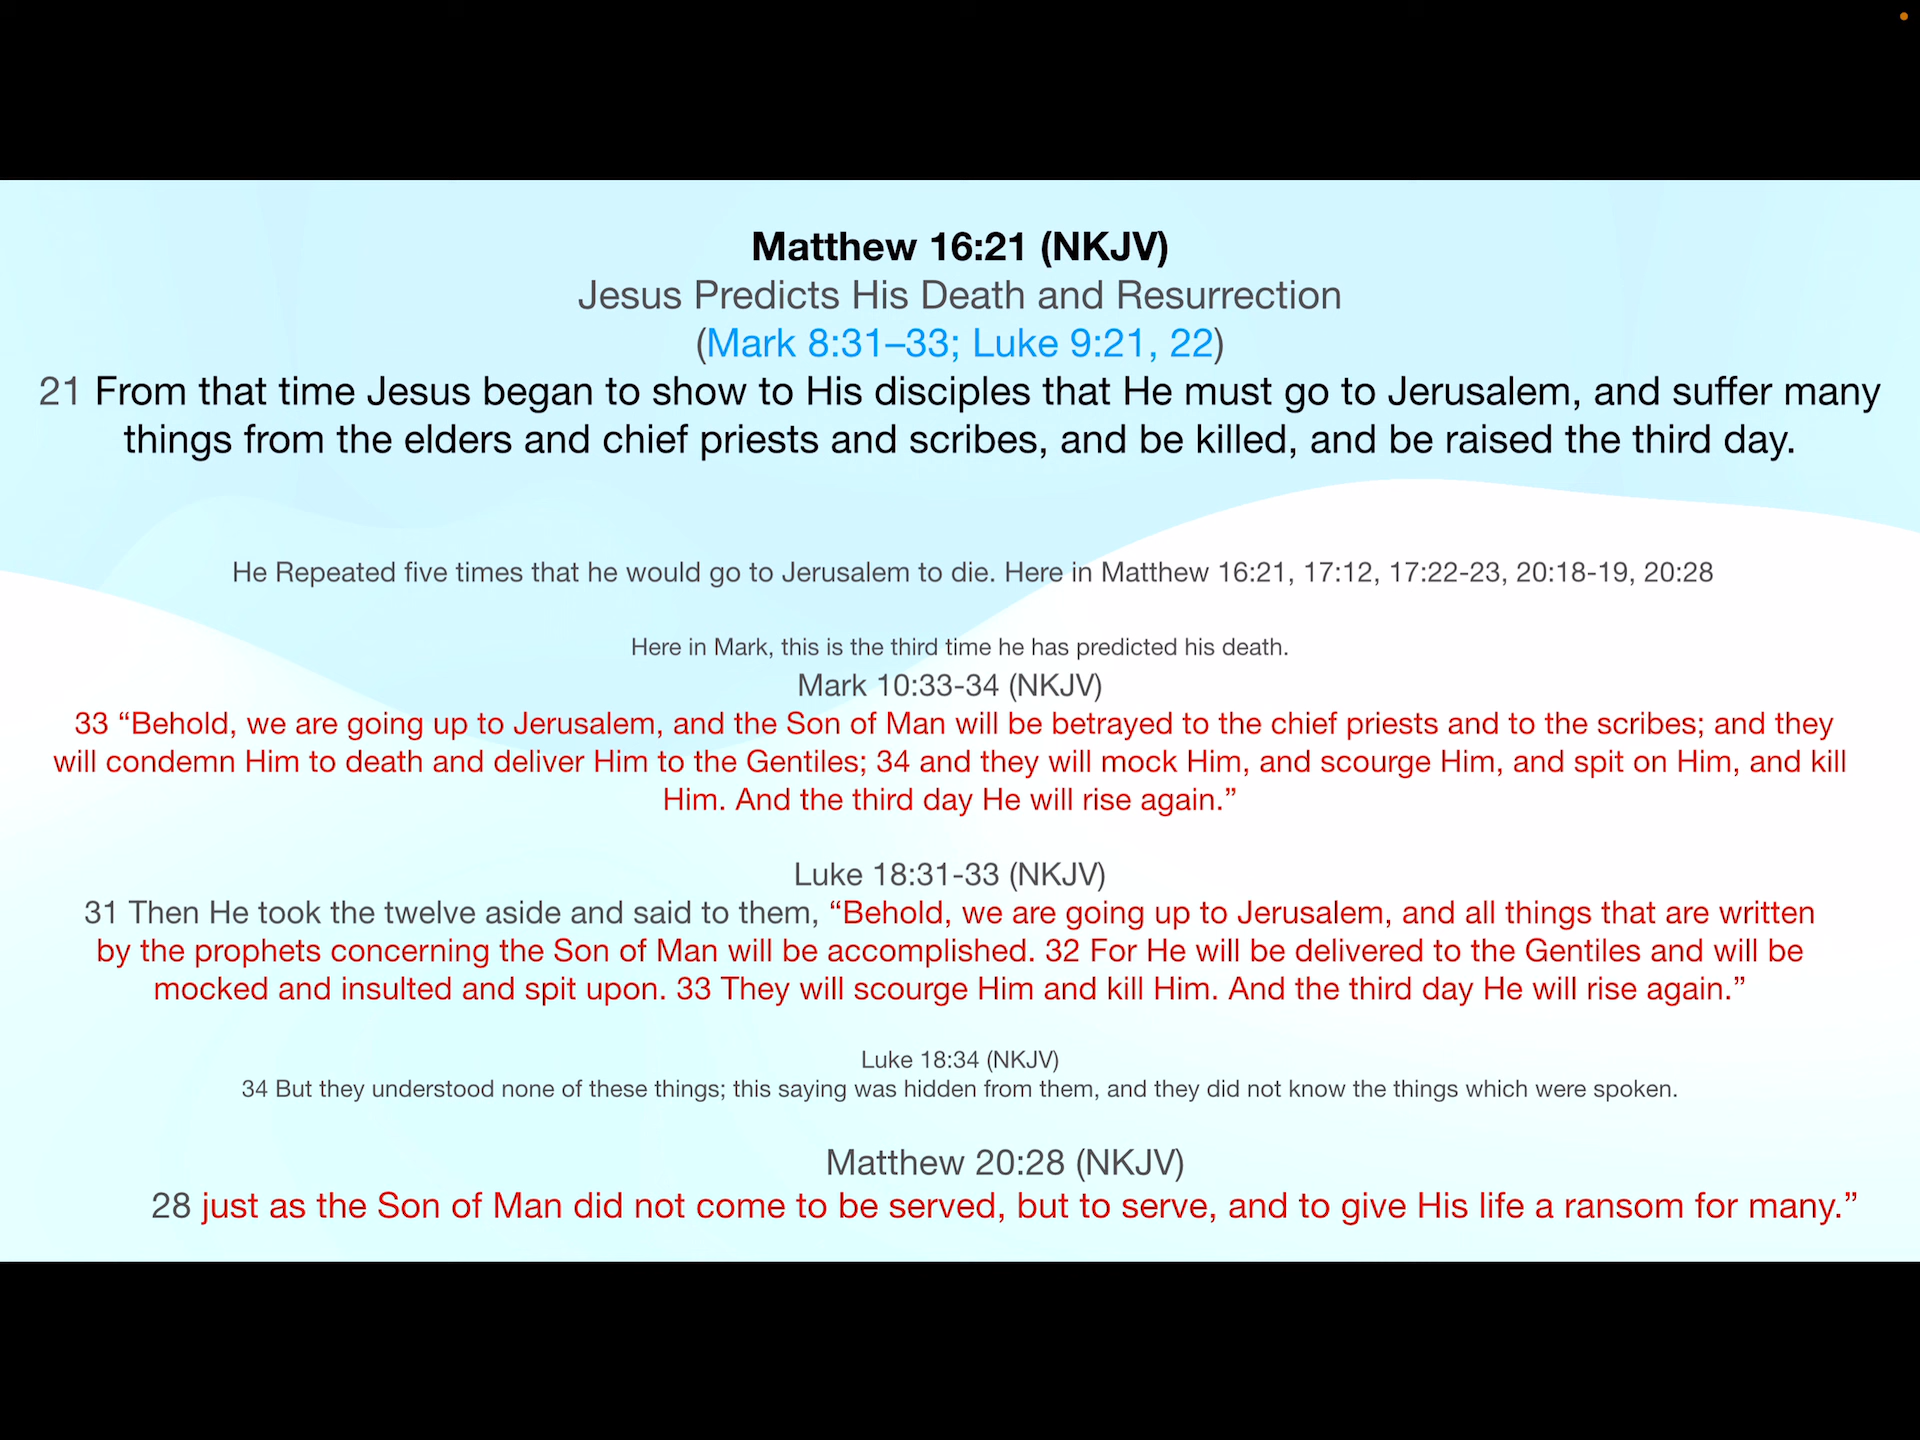 Matthew 16:21 (NKJV)
Jesus Predicts His Death and Resurrection
(Mark 8:31–33; Luke 9:21, 22)
21 From that time Jesus began to show to His disciples that He must go to Jerusalem, and suffer many
things from the elders and chief priests and scribes, and be killed, and be raised the third day.
He Repeated five times that he would go to Jerusalem to die. Here in Matthew 16:21, 17:12, 17:22-23, 20:18-19, 20:28
Here in Mark, this is the third time he has predicted his death.
Mark 10:33-34 (NKJV)
33 “Behold, we are going up to Jerusalem, and the Son of Man will be betrayed to the chief priests and to the scribes; and they
will condemn Him to death and deliver Him to the Gentiles; 34 and they will mock Him, and scourge Him, and spit on Him, and kill
Him. And the third day He will rise again.”
Luke 18:31-33 (NKJV)
31 Then He took the twelve aside and said to them, “Behold, we are going up to Jerusalem, and all things that are written
by the prophets concerning the Son of Man will be accomplished. 32 For He will be delivered to the Gentiles and will be
mocked and insulted and spit upon. 33 They will scourge Him and kill Him. And the third day He will rise again.”
Luke 18:34 (NKJV)
34 But they understood none of these things; this saying was hidden from them, and they did not know the things which were spoken.
Matthew 20:28 (NKJV)
28 just as the Son of Man did not come to be served, but to serve, and to give His life a ransom for many.”